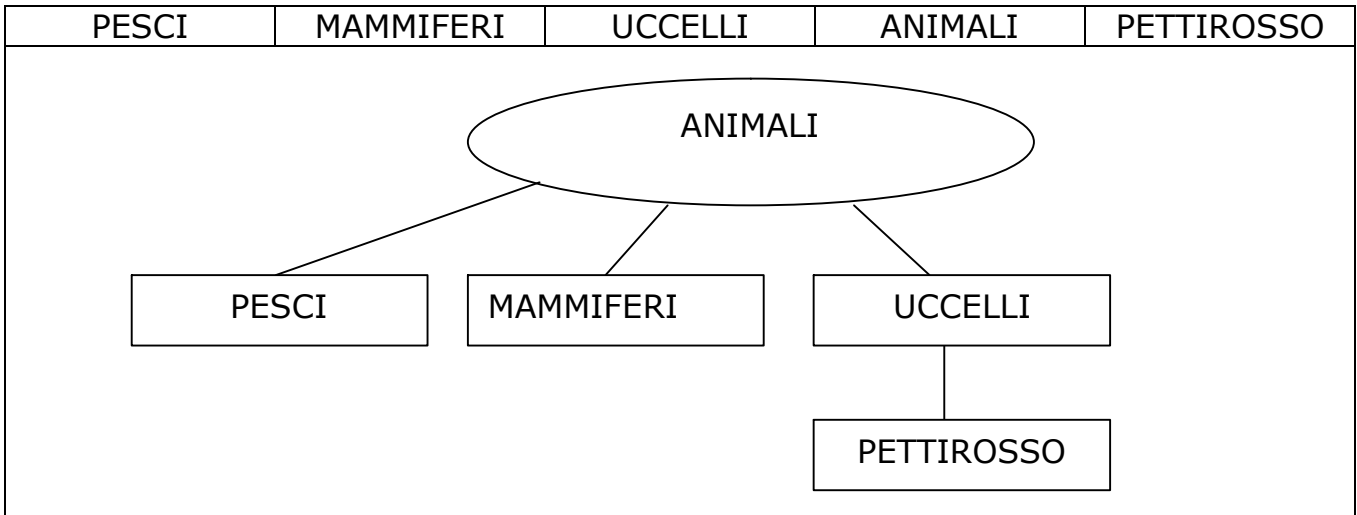 PESCI MAMMIFERI UCCELLI ANIMALI PETTIROSSO
ANIMALI
PESCI MAMMIFERI UCCELLI
PETTIROSSO